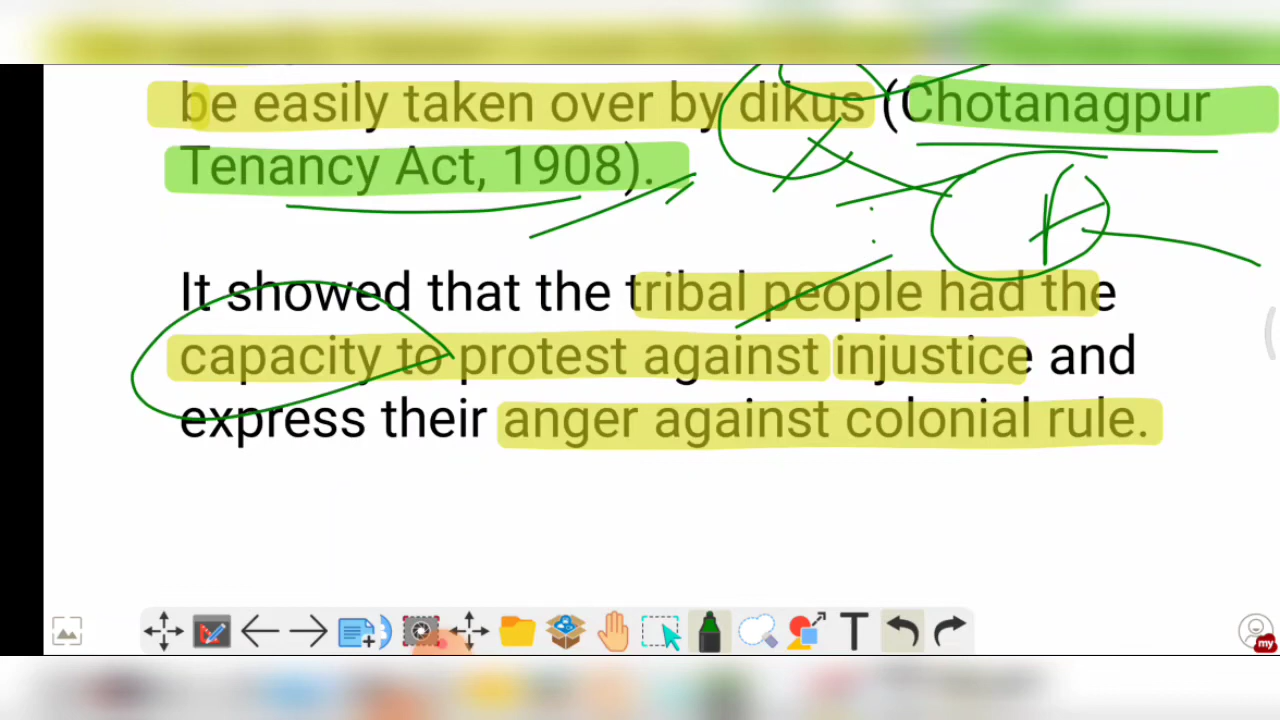 be easily taken over by dikus (Chotanagpur
Tenancy Act, 1908).
It showed that the tribal people had the
capacity to protest against injustice and
express their anger against colonial rule.
T
my